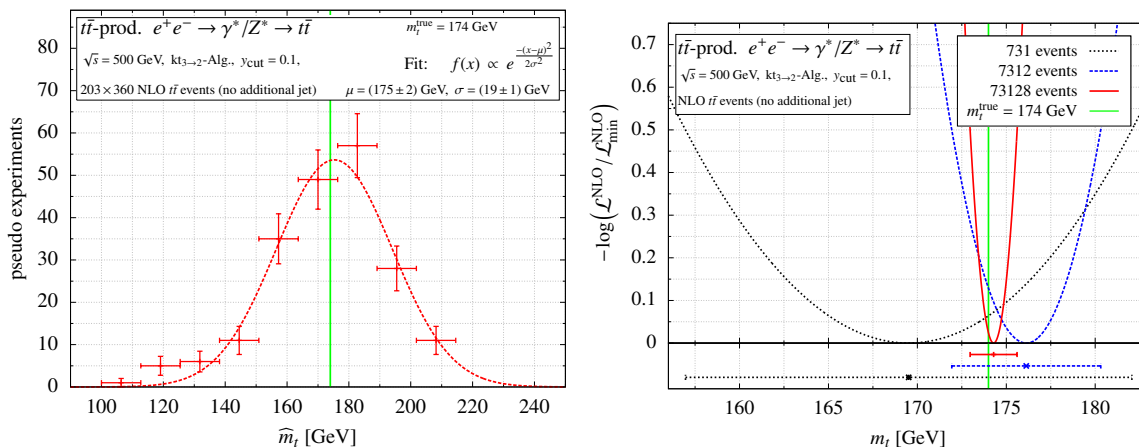 tt̄-prod. e⁺e⁻ → γ*/Z* → tt̄
m_t^true = 174 GeV
√s = 500 GeV, kt₃→₂-Alg., y_cut = 0.1,
Fit: f(x) ∝ e^(-(x-μ)²/2σ²)
203×360 NLO tt̄ events (no additional jet)
μ = (175 ± 2) GeV, σ = (19 ± 1) GeV
pseudo experiments
80
70
60
50
40
30
20
10
0
100 120 140 160 180 200 220 240
m̂_t [GeV]
tt̄-prod. e⁺e⁻ → γ*/Z* → tt̄
√s = 500 GeV, kt₃→₂-Alg., y_cut = 0.1,
NLO tt̄ events (no additional jet)
731 events
7312 events
73128 events
m_t^true = 174 GeV
−log(𝓛^NLO/𝓛_min^NLO)
0.7
0.6
0.5
0.4
0.3
0.2
0.1
0
160 165 170 175 180
m_t [GeV]